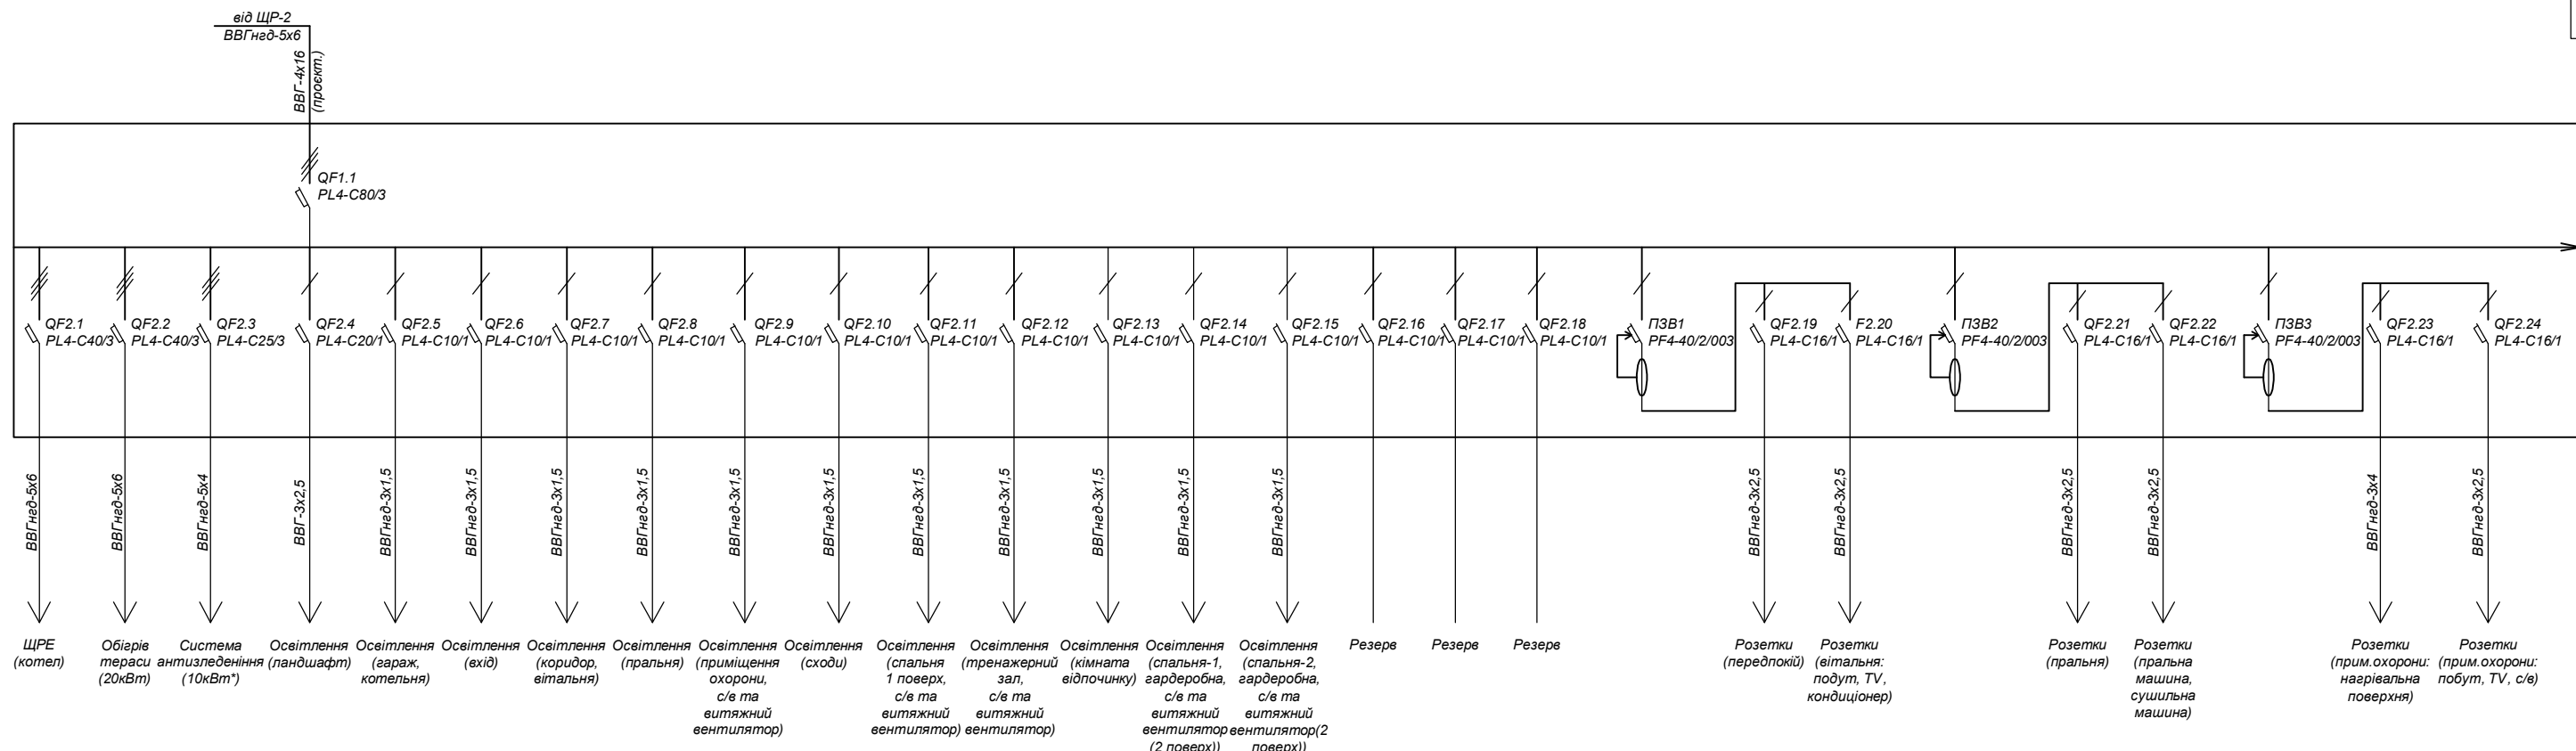 від ЩР-2
ВВГнгд-5х6
ВВГ-4х16
(проєкт.)
QF1.1
PL4-C80/3
QF2.1
PL4-C40/3
QF2.2
PL4-C40/3
QF2.3
PL4-C25/3
QF2.4
PL4-C20/1
QF2.5
PL4-C10/1
QF2.6
PL4-C10/1
QF2.7
PL4-C10/1
QF2.8
PL4-C10/1
QF2.9
PL4-C10/1
QF2.10
PL4-C10/1
QF2.11
PL4-C10/1
QF2.12
PL4-C10/1
QF2.13
PL4-C10/1
QF2.14
PL4-C10/1
QF2.15
PL4-C10/1
QF2.16
PL4-C10/1
QF2.17
PL4-C10/1
QF2.18
PL4-C10/1
ПЗВ1
PF4-40/2/003
QF2.19
PL4-C16/1
F2.20
PL4-C16/1
ПЗВ2
PF4-40/2/003
QF2.21
PL4-C16/1
QF2.22
PL4-C16/1
ПЗВ3
PF4-40/2/003
QF2.23
PL4-C16/1
QF2.24
PL4-C16/1
ВВГнгд-5х6
ВВГнгд-5х6
ВВГнгд-5х4
ВВГ-3х2,5
ВВГнгд-3х1,5
ВВГнгд-3х1,5
ВВГнгд-3х1,5
ВВГнгд-3х1,5
ВВГнгд-3х1,5
ВВГнгд-3х1,5
ВВГнгд-3х1,5
ВВГнгд-3х1,5
ВВГнгд-3х1,5
ВВГнгд-3х1,5
ВВГнгд-3х1,5
ВВГнгд-3х2,5
ВВГнгд-3х2,5
ВВГнгд-3х2,5
ВВГнгд-3х2,5
ВВГнгд-3х4
ВВГнгд-3х2,5
ЩРЕ
(котел)
Обігрів
тераси
(20кВт)
Система
антизледеніння
(10кВт*)
Освітлення
(ландшафт)
Освітлення
(гараж,
котельня)
Освітлення
(вхід)
Освітлення
(коридор,
вітальня)
Освітлення
(пральня)
Освітлення
(приміщення
охорони,
с/в та
витяжний
вентилятор)
Освітлення
(сходи)
Освітлення
(спальня
1 поверх,
с/в та
витяжний
вентилятор)
Освітлення
(тренажерний
зал,
с/в та
витяжний
вентилятор)
Освітлення
(кімната
відпочинку)
Освітлення
(спальня-1,
гардеробна,
с/в та
витяжний
вентилятор
(2 поверх))
Освітлення
(спальня-2,
гардеробна,
с/в та
витяжний
вентилятор(2
поверх))
Резерв
Резерв
Резерв
Розетки
(передпокій)
Розетки
(вітальня:
подут, TV,
кондиціонер)
Розетки
(пральня)
Розетки
(пральна
машина,
сушильна
машина)
Розетки
(прим.охорони:
нагрівальна
поверхня)
Розетки
(прим.охорони:
побут, TV, с/в)